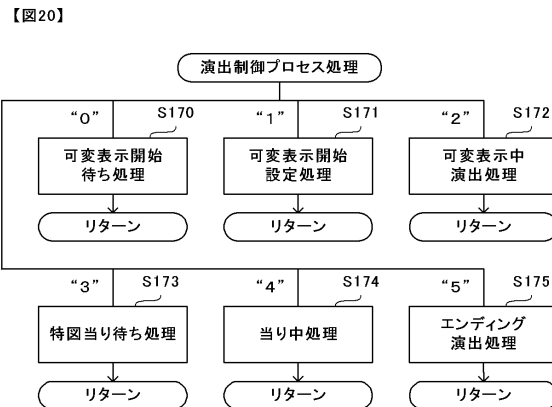 【図20】
演出制御プロセス処理
“0” S170
可変表示開始
待ち処理
リターン
“1” S171
可変表示開始
設定処理
リターン
“2” S172
可変表示中
演出処理
リターン
“3” S173
特図当り待ち処理
リターン
“4” S174
当り中処理
リターン
“5” S175
エンディング
演出処理
リターン